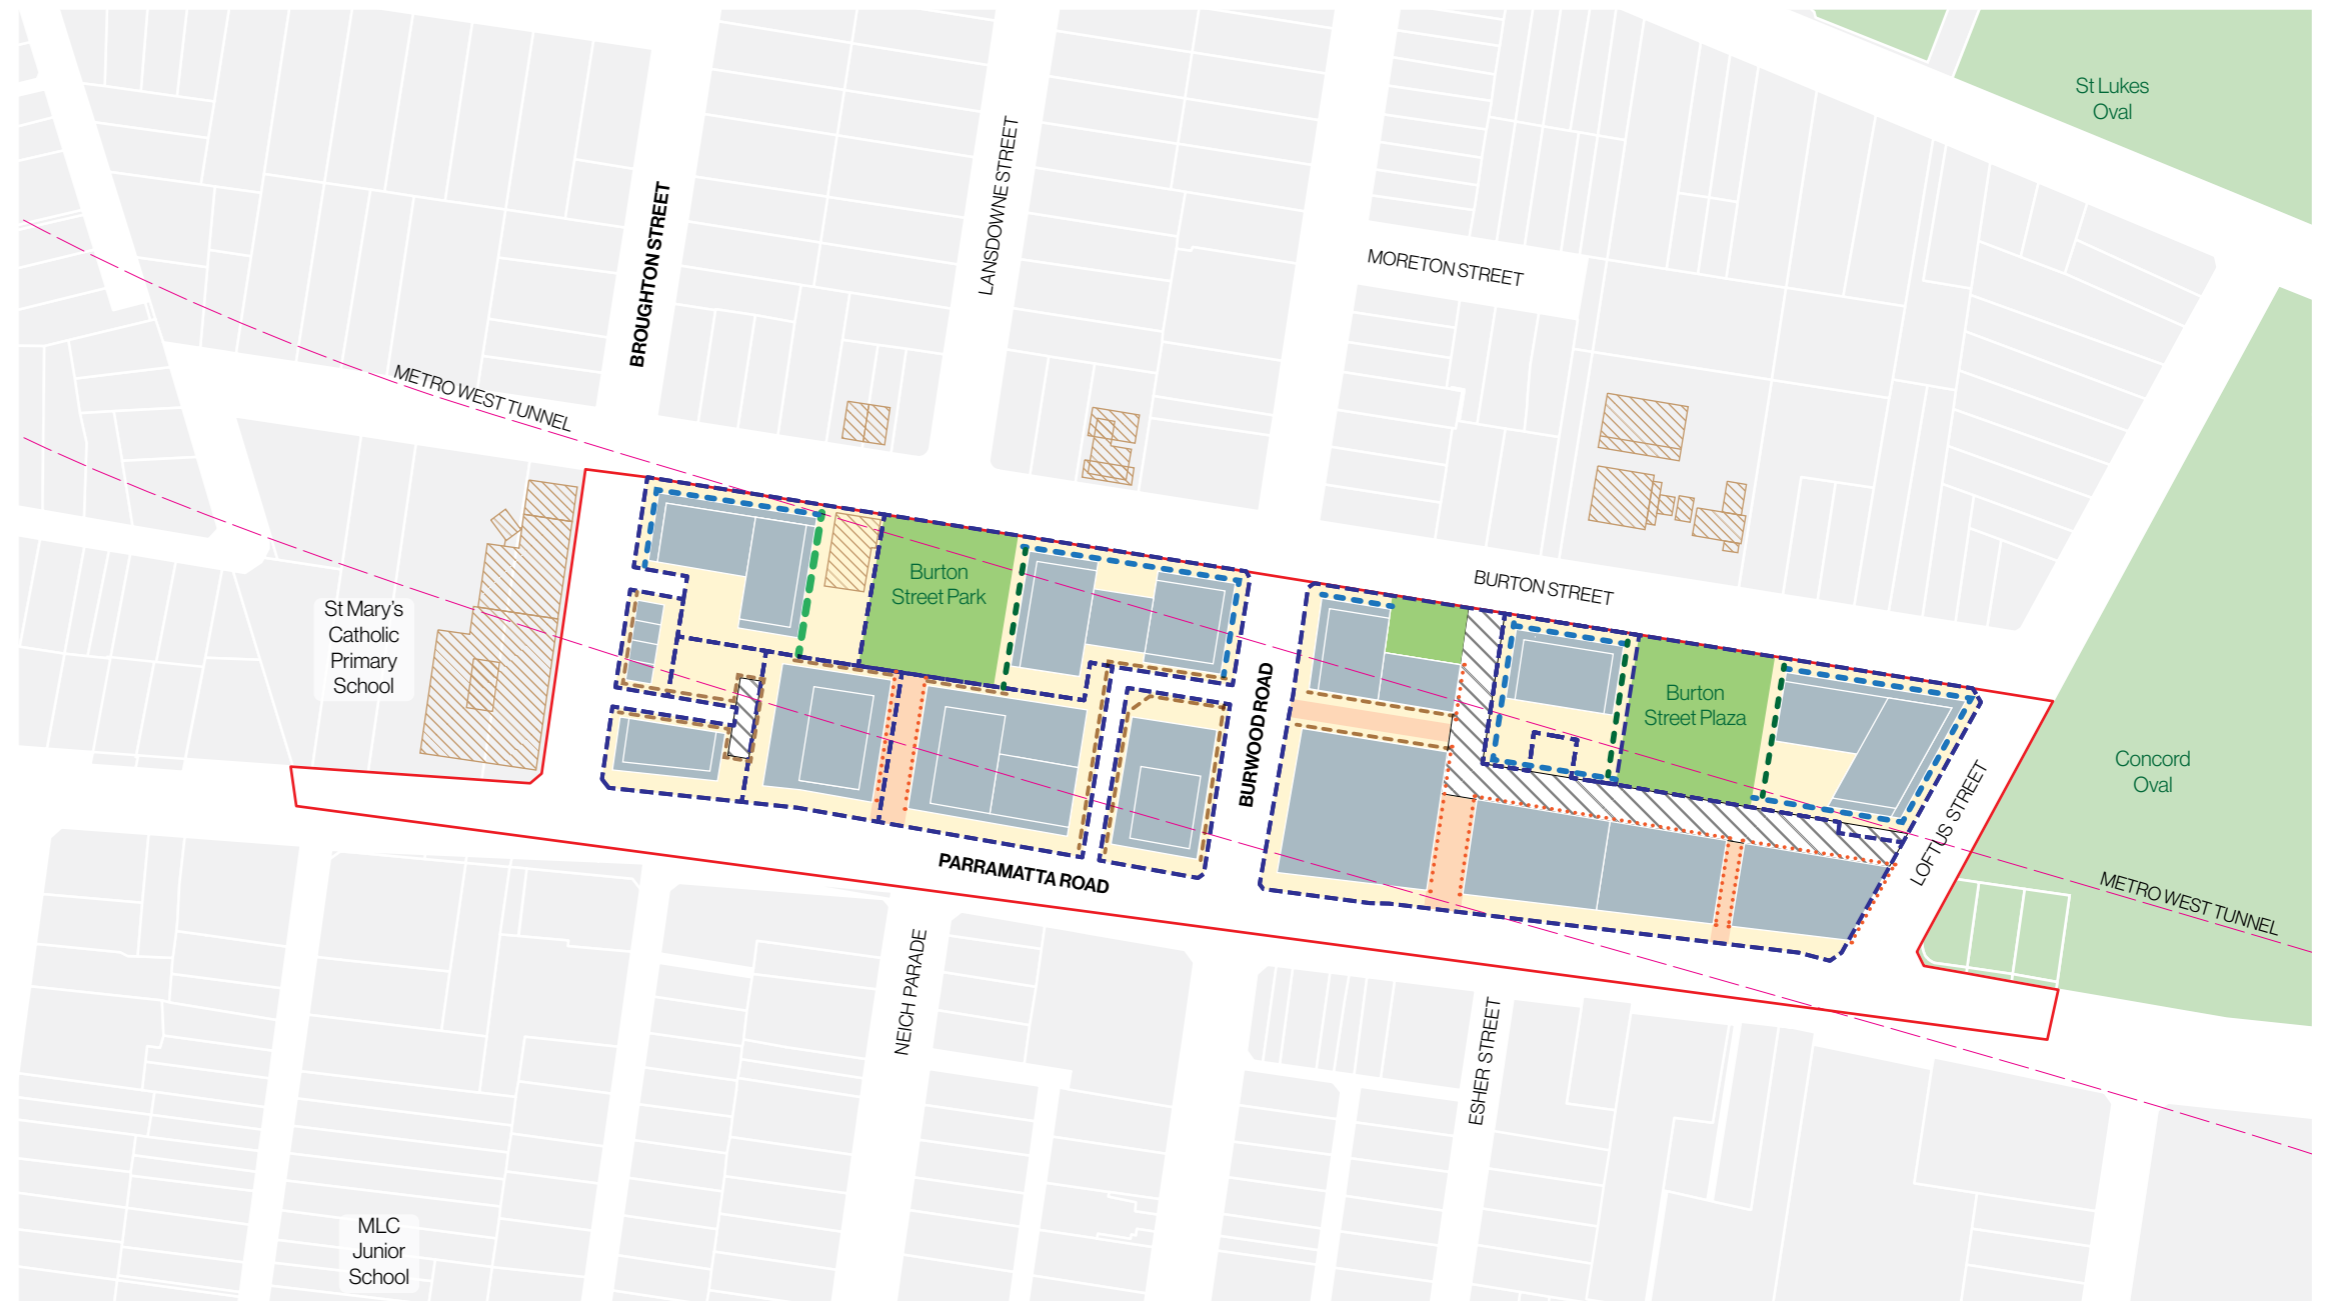 St Lukes
Oval
LANSDOWNE STREET
BROUGHTON STREET
MORETON STREET
METRO WEST TUNNEL
BURTON STREET
Burton
Street Park
St Mary's
Catholic
Primary
School
Burton
Street Plaza
BURWOOD ROAD
Concord
Oval
LOFTUS STREET
PARRAMATTA ROAD
METRO WEST TUNNEL
NEICH PARADE
ESHER STREET
MLC
Junior
School